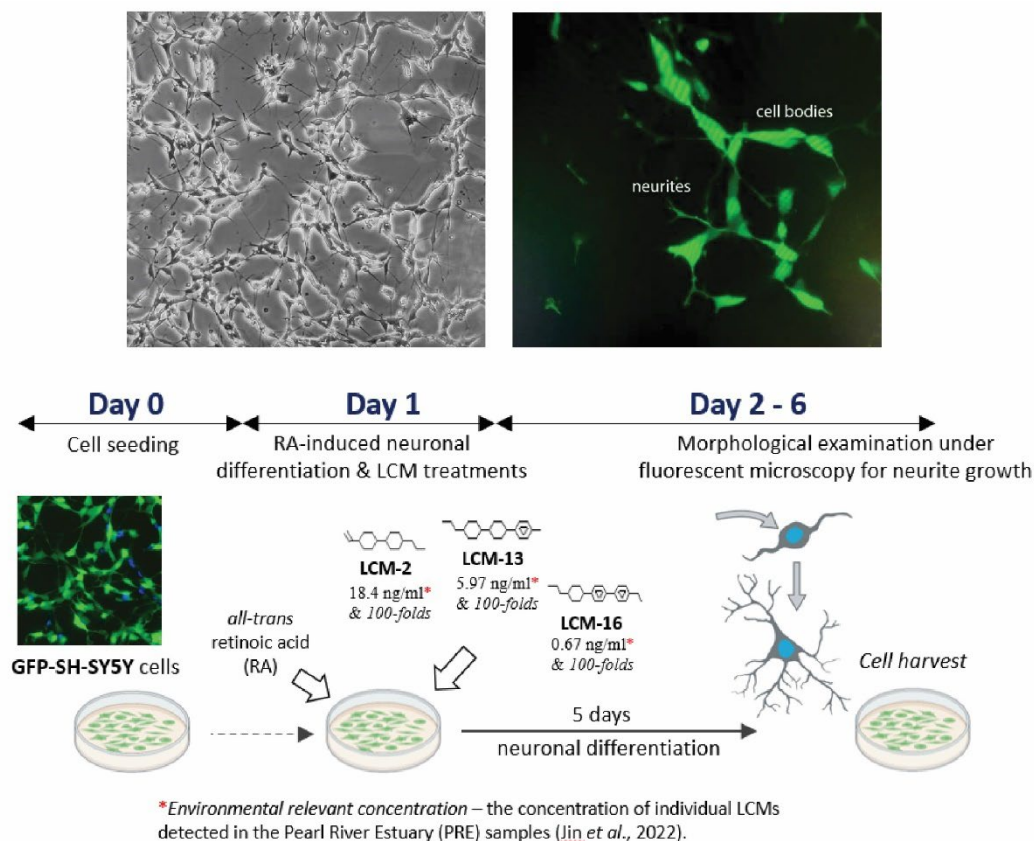 cell bodies
neurites
Day 0
Day 1
Day 2 - 6
Cell seeding
RA-induced neuronal
differentiation & LCM treatments
Morphological examination under
fluorescent microscopy for neurite growth
GFP-SH-SY5Y cells
all-trans
retinoic acid
(RA)
LCM-2
18.4 ng/ml*
& 100-folds
LCM-13
5.97 ng/ml*
& 100-folds
LCM-16
0.67 ng/ml*
& 100-folds
5 days
neuronal differentiation
Cell harvest
*Environmental relevant concentration – the concentration of individual LCMs
detected in the Pearl River Estuary (PRE) samples (Jin et al., 2022).